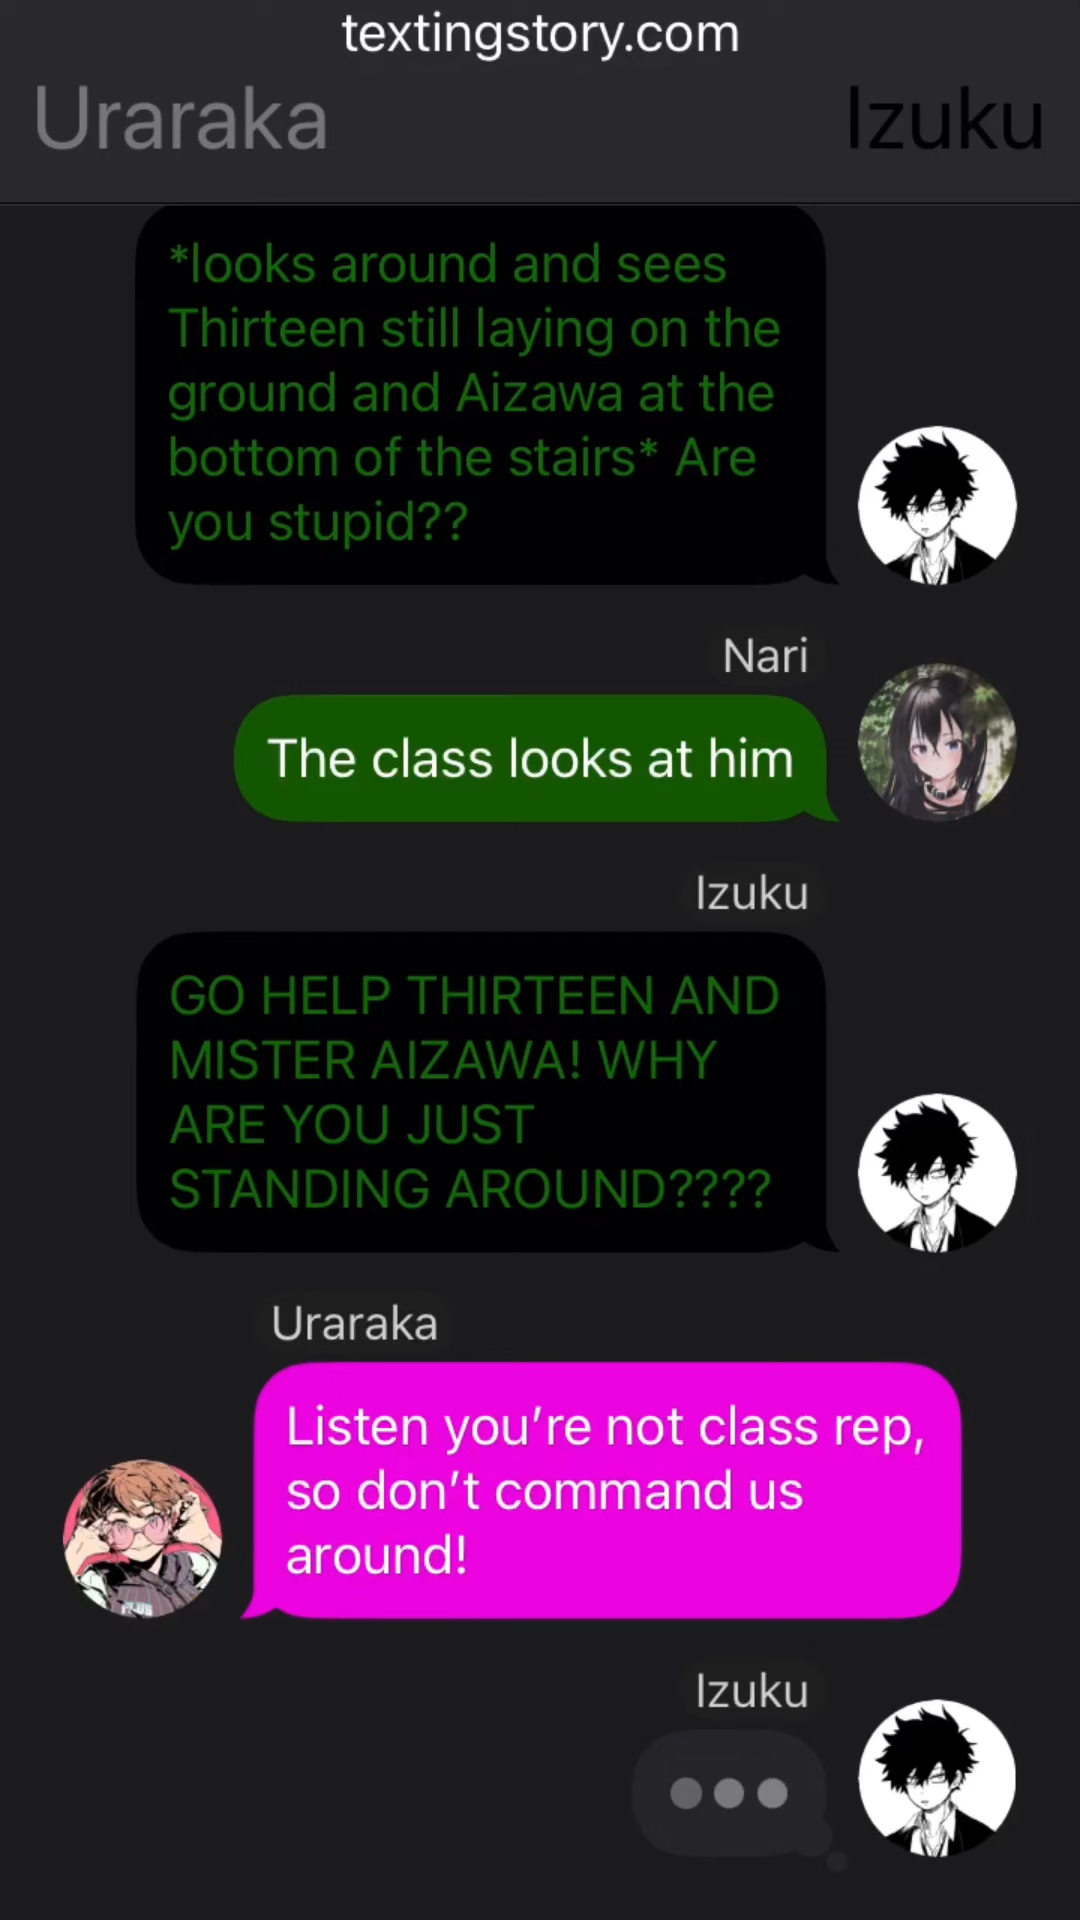 textingstory.com
Uraraka
Izuku
*looks around and sees
Thirteen still laying on the
ground and Aizawa at the
bottom of the stairs* Are
you stupid??
Nari
The class looks at him
Izuku
GO HELP THIRTEEN AND
MISTER AIZAWA! WHY
ARE YOU JUST
STANDING AROUND????
Uraraka
Listen you’re not class rep,
so don’t command us
around!
Izuku